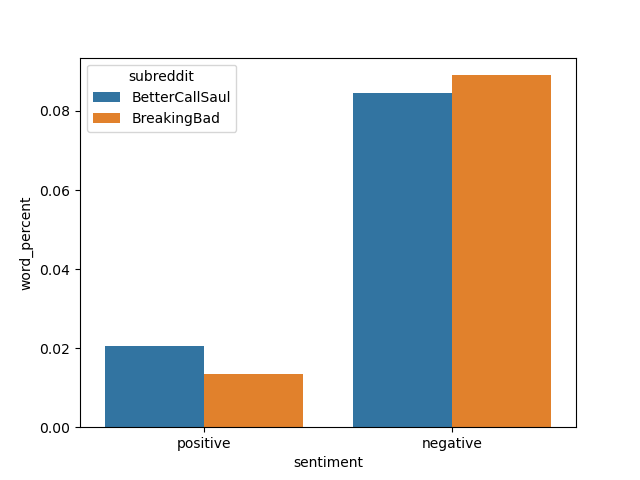 subreddit
BetterCallSaul
BreakingBad
word_percent
0.08
0.06
0.04
0.02
0.00
positive
negative
sentiment